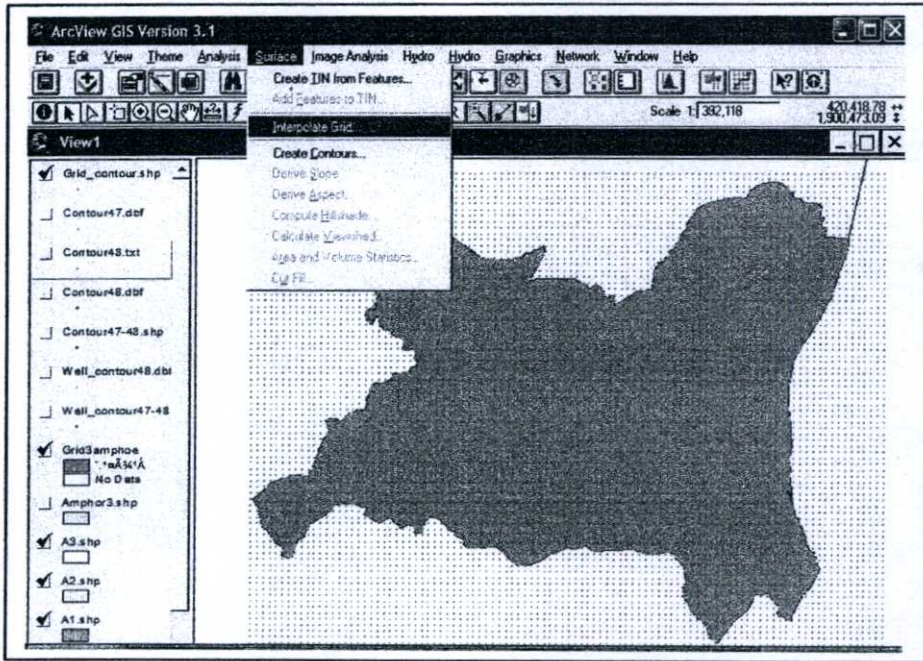 ArcView GIS Version 3.1
File Edit View Theme Analysis Surface Image Analysis Hydro Hydro Graphics Network Window Help
Create TIN from Features...
Add Features to TIN...
Interpolate Grid...
Create Contours...
Derive Slope
Derive Aspect
Compute Hillshade...
Calculate Viewshed...
Area and Volume Statistics...
Cut Fill...
Scale 1: 392,118
420,418.78
1,900,473.09
View1
Grid_contour.shp
Contour47.dbf
Contour48.txt
Contour48.dbf
Contour47-48.shp
Well_contour48.dbf
Well_contour47-48
Grid3amphoe
No Data
Amphor3.shp
A3.shp
A2.shp
A1.shp